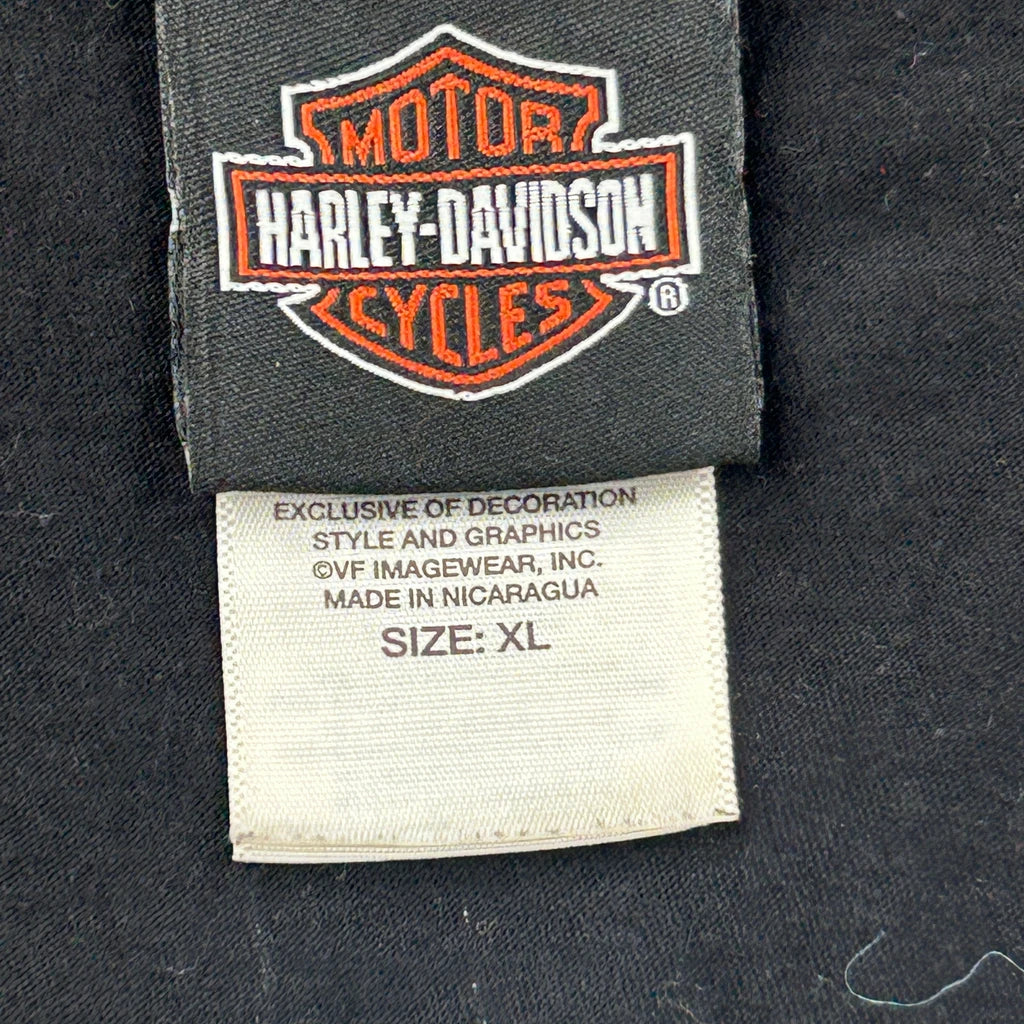 MOTOR
HARLEY-DAVIDSON
CYCLES
®
EXCLUSIVE OF DECORATION
STYLE AND GRAPHICS
©VF IMAGEWEAR, INC.
MADE IN NICARAGUA
SIZE: XL